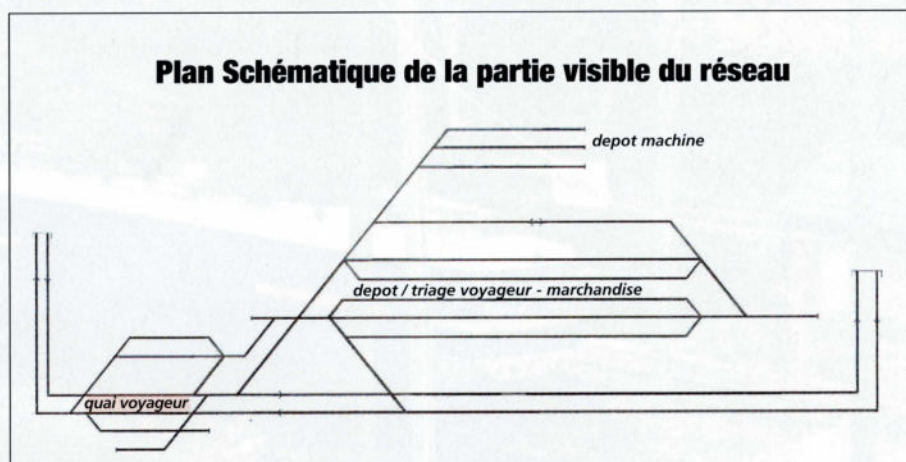 Plan Schématique de la partie visible du réseau
depot machine
depot / triage voyageur - marchandise
quai voyageur